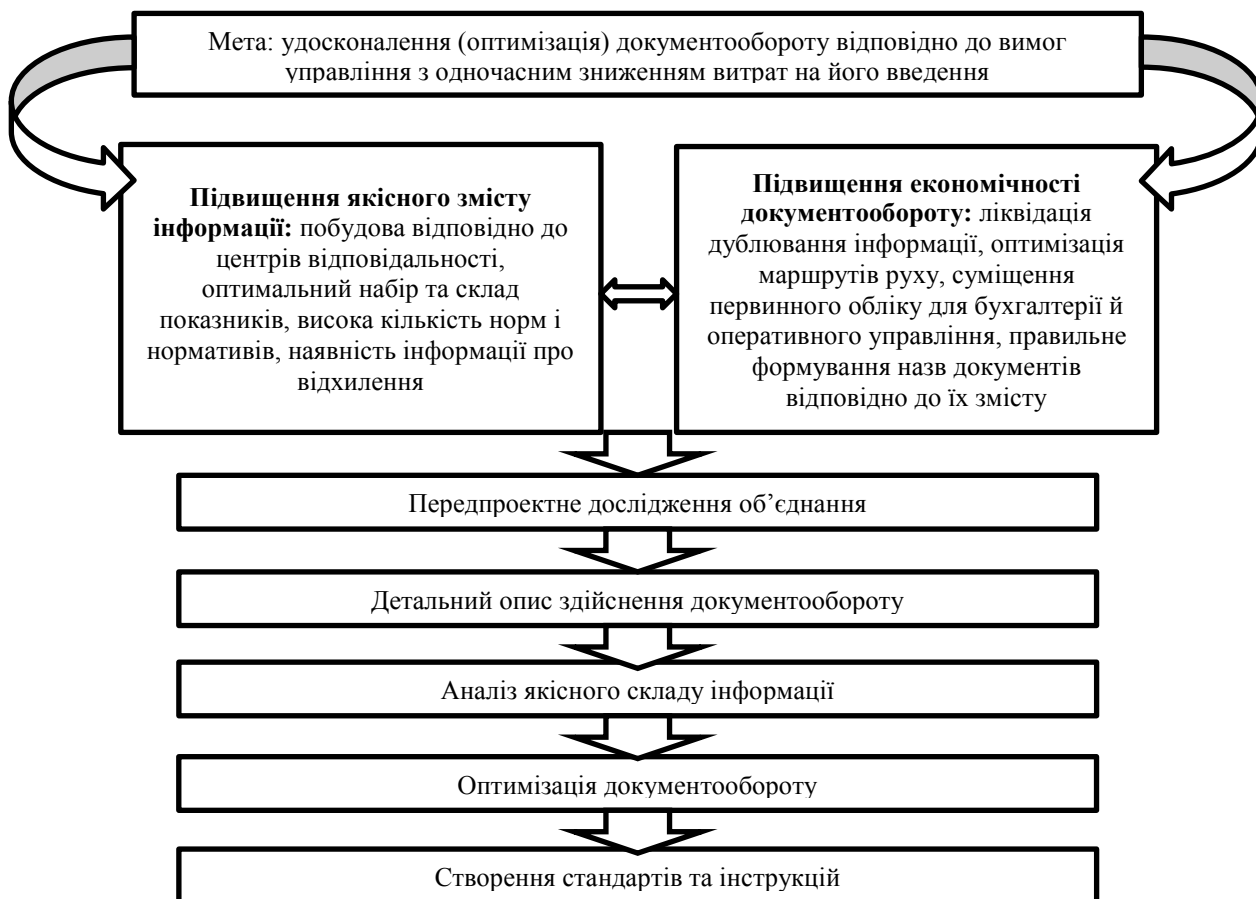 Мета: удосконалення (оптимізація) документообороту відповідно до вимог
управління з одночасним зниженням витрат на його введення
Підвищення якісного змісту
інформації: побудова відповідно до
центрів відповідальності,
оптимальний набір та склад
показників, висока кількість норм і
нормативів, наявність інформації про
відхилення
Підвищення економічності
документообороту: ліквідація
дублювання інформації, оптимізація
маршрутів руху, суміщення
первинного обліку для бухгалтерії й
оперативного управління, правильне
формування назв документів
відповідно до їх змісту
Передпроектне дослідження об’єднання
Детальний опис здійснення документообороту
Аналіз якісного складу інформації
Оптимізація документообороту
Створення стандартів та інструкцій